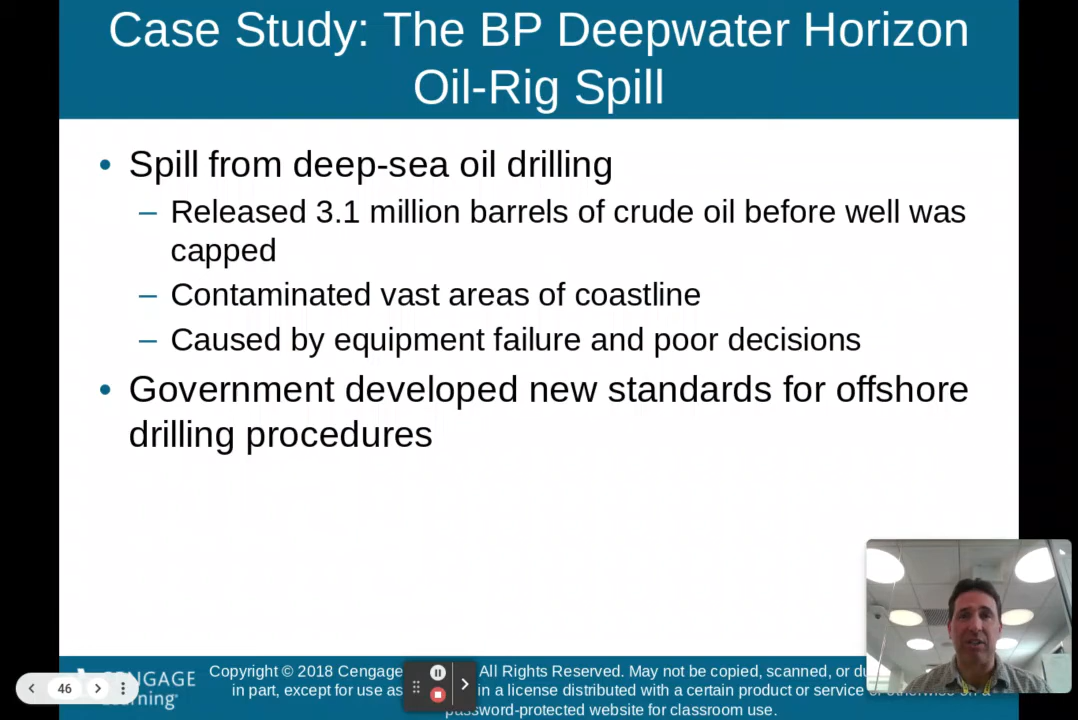 Case Study: The BP Deepwater Horizon
Oil-Rig Spill
• Spill from deep-sea oil drilling
– Released 3.1 million barrels of crude oil before well was
capped
– Contaminated vast areas of coastline
– Caused by equipment failure and poor decisions
• Government developed new standards for offshore
drilling procedures
Copyright © 2018 Cengage All Rights Reserved. May not be copied, scanned, or
CENGAGE
Learning
46
in part, except for use as in a license distributed with a certain product or service
password-protected website for classroom use.